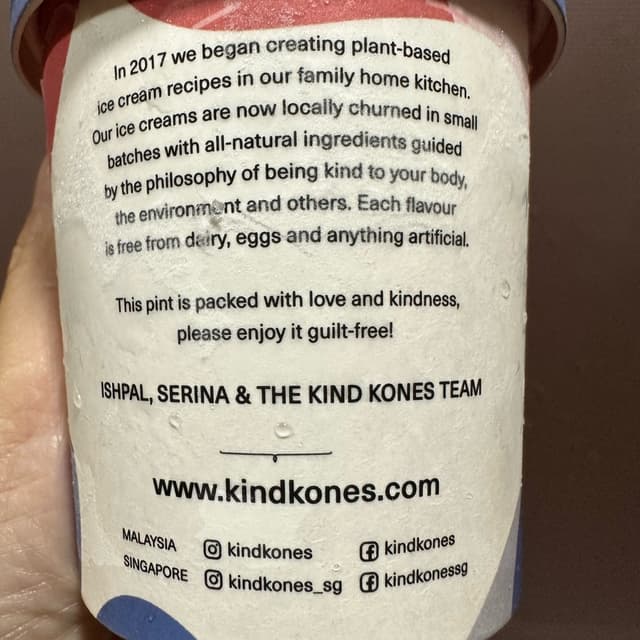 In 2017 we began creating plant-based
ice cream recipes in our family home kitchen.
Our ice creams are now locally churned in small
batches with all-natural ingredients guided
by the philosophy of being kind to your body,
the environment and others. Each flavour
is free from dairy, eggs and anything artificial.
This pint is packed with love and kindness,
please enjoy it guilt-free!
ISHPAL, SERINA & THE KIND KONES TEAM
www.kindkones.com
MALAYSIA kindkones kindkones
SINGAPORE kindkones_sg kindkonessg